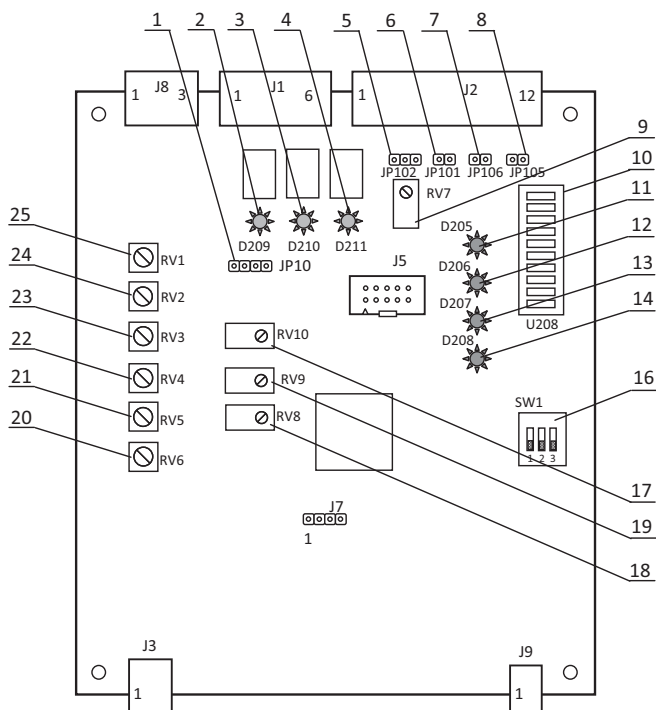 1 2 3 4 5 6 7 8
J8 J1 J2
1 3 1 6 1 12
9
JP102 JP101 JP106 JP105
10
RV7
11
D205
D209 D210 D211
12
25
D206
RV1
JP10
J5
13
24
D207
RV2
14
U208
23
D208
RV3
RV10
22
RV4
RV9
16
21
SW1
RV5
RV8
20
1 2 3
RV6
17
J7
19
1
18
J3
J9
1
1